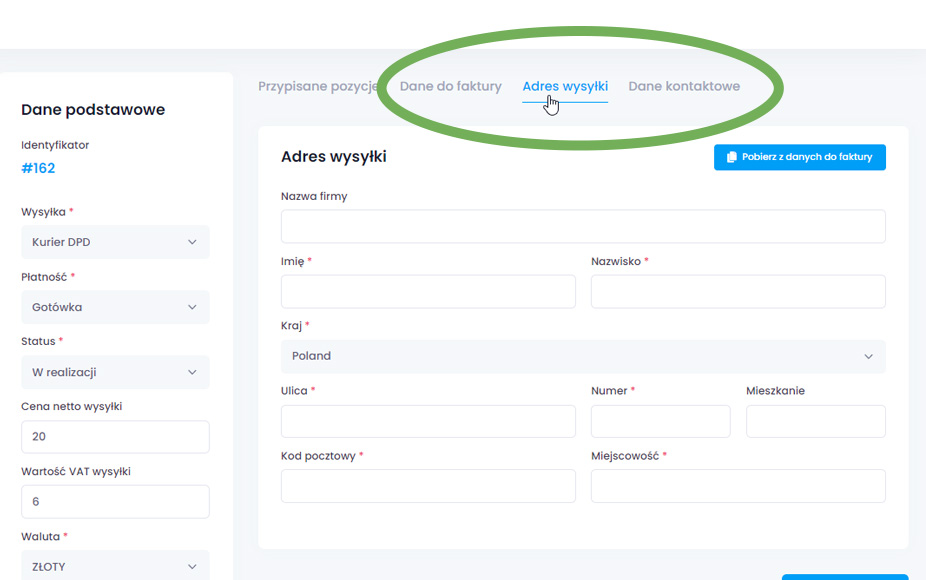 Przypisane pozycje
Dane do faktury
Adres wysyłki
Dane kontaktowe
Dane podstawowe
Identyfikator
#162
Wysyłka *
Kurier DPD
Płatność *
Gotówka
Status *
W realizacji
Cena netto wysyłki
20
Wartość VAT wysyłki
6
Waluta *
ZŁOTY
Adres wysyłki
Pobierz z danych do faktury
Nazwa firmy
Imię *
Nazwisko *
Kraj *
Poland
Ulica *
Numer *
Mieszkanie
Kod pocztowy *
Miejscowość *